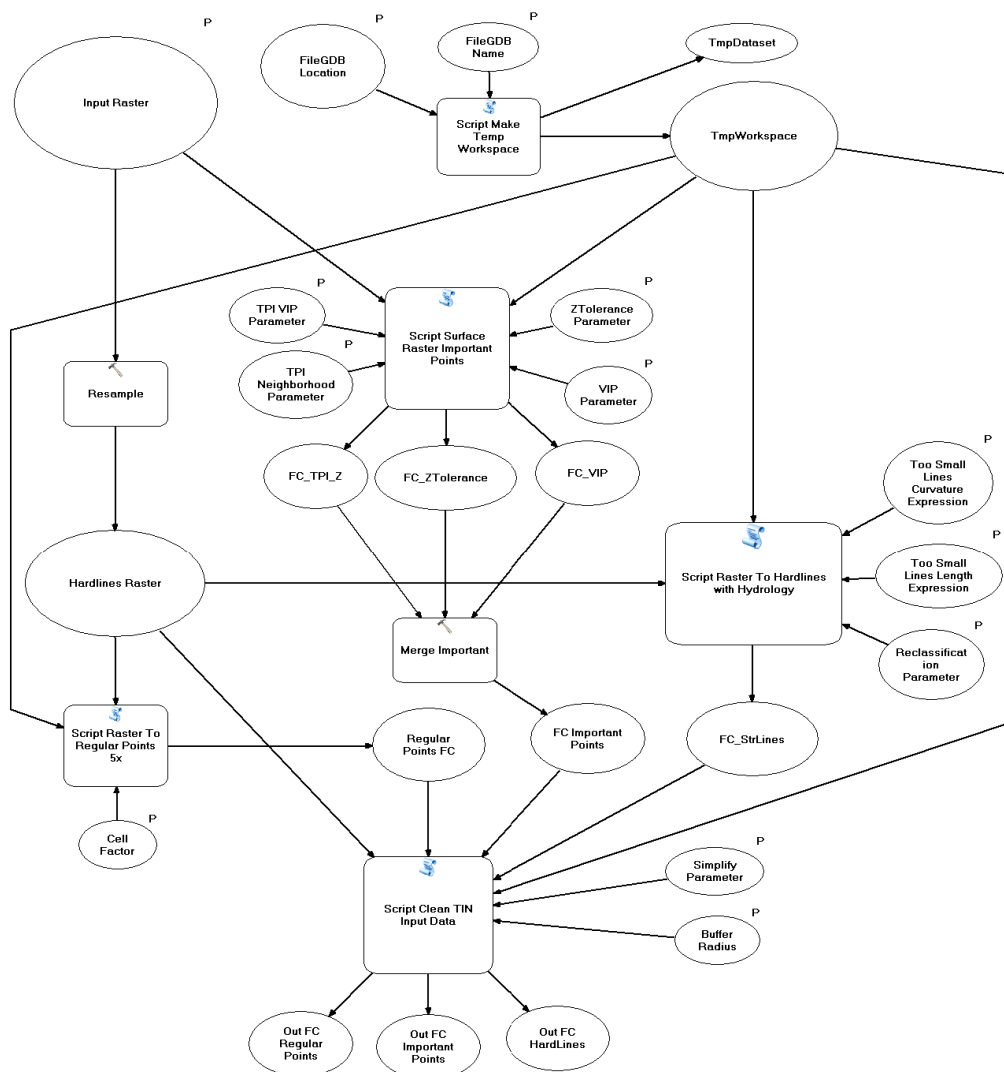 P
P
P
Input Raster
FileGDB
Location
FileGDB
Name
TmpDataset
Script Make
Temp
Workspace
TmpWorkspace
P
TPI VIP
Parameter
P
TPI
Neighborhood
Parameter
Script Surface
Raster Important
Points
P
ZTolerance
Parameter
P
VIP
Parameter
Resample
FC_TPI_Z
FC_ZTolerance
FC_VIP
P
Too Small
Lines
Curvature
Expression
Hardlines Raster
Script Raster To Hardlines
with Hydrology
P
Too Small
Lines Length
Expression
P
Reclassificat
ion
Parameter
Merge Important
Script Raster To
Regular Points
5x
Regular
Points FC
FC Important
Points
FC_StrLines
P
Cell
Factor
Script Clean TIN
Input Data
P
Simplify
Parameter
P
Buffer
Radius
Out FC
Regular
Points
Out FC
Important
Points
Out FC
HardLines